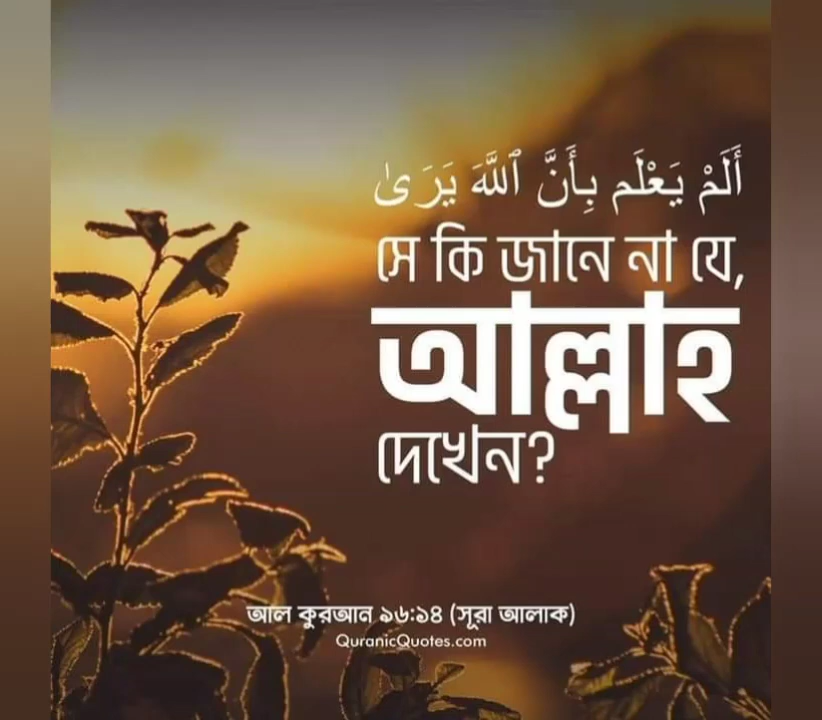 أَلَمْ يَعْلَم بِأَنَّ ٱللَّهَ يَرَىٰ
সে কি জানে না যে,
আল্লাহ
দেখেন?
আল কুরআন ৯৬:১৪ (সূরা আলাক)
QuranicQuotes.com